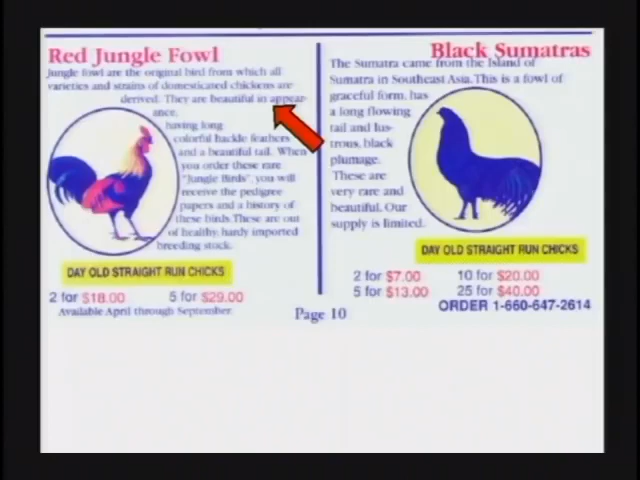 Red Jungle Fowl
Jungle fowl are the original bird from which all
varieties and strains of domesticated chickens are
derived. They are beautiful in appear-
ance,
having long
colorful hackle feathers
and a beautiful tail. When
you order these rare
"Jungle Birds", you will
receive the pedigree
papers and a history of
these birds. These are out
of healthy, hardy imported
breeding stock.
DAY OLD STRAIGHT RUN CHICKS
2 for $18.00 5 for $29.00
Available April through September.
Black Sumatras
The Sumatra came from the Island of
Sumatra in Southeast Asia. This is a fowl of
graceful form, has
a long flowing
tail and lus-
trous, black
plumage.
These are
very rare and
beautiful. Our
supply is limited.
DAY OLD STRAIGHT RUN CHICKS
2 for $7.00 10 for $20.00
5 for $13.00 25 for $40.00
ORDER 1-660-647-2614
Page 10